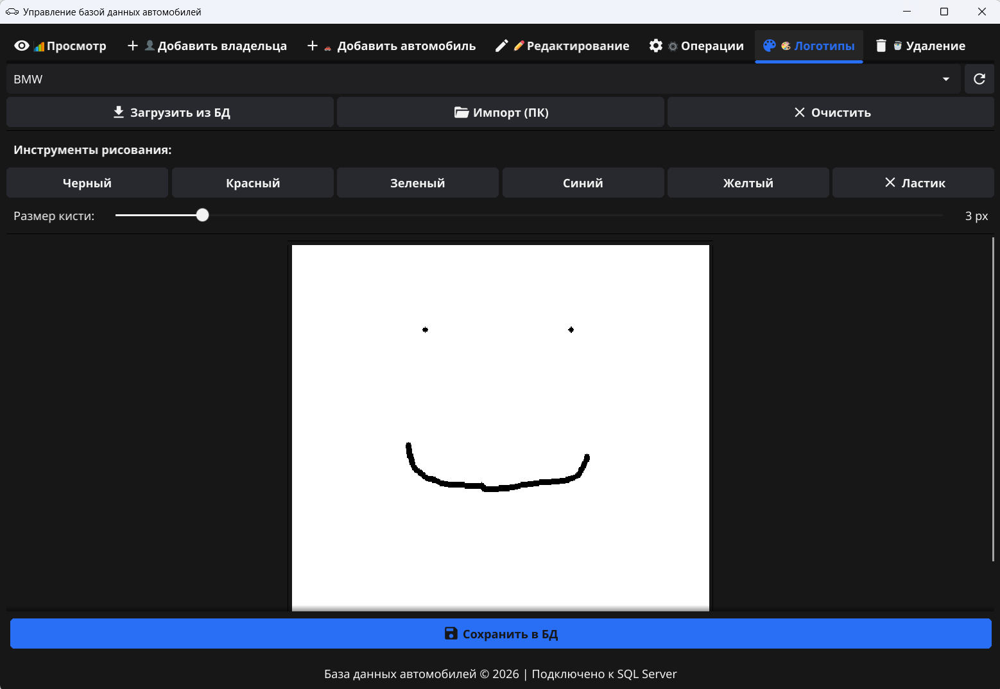 Управление базой данных автомобилей
Просмотр
Добавить владельца
Добавить автомобиль
Редактирование
Операции
Логотипы
Удаление
BMW
Загрузить из БД
Импорт (ПК)
Очистить
Инструменты рисования:
Черный
Красный
Зеленый
Синий
Желтый
Ластик
Размер кисти:
3 px
Сохранить в БД
База данных автомобилей © 2026 | Подключено к SQL Server